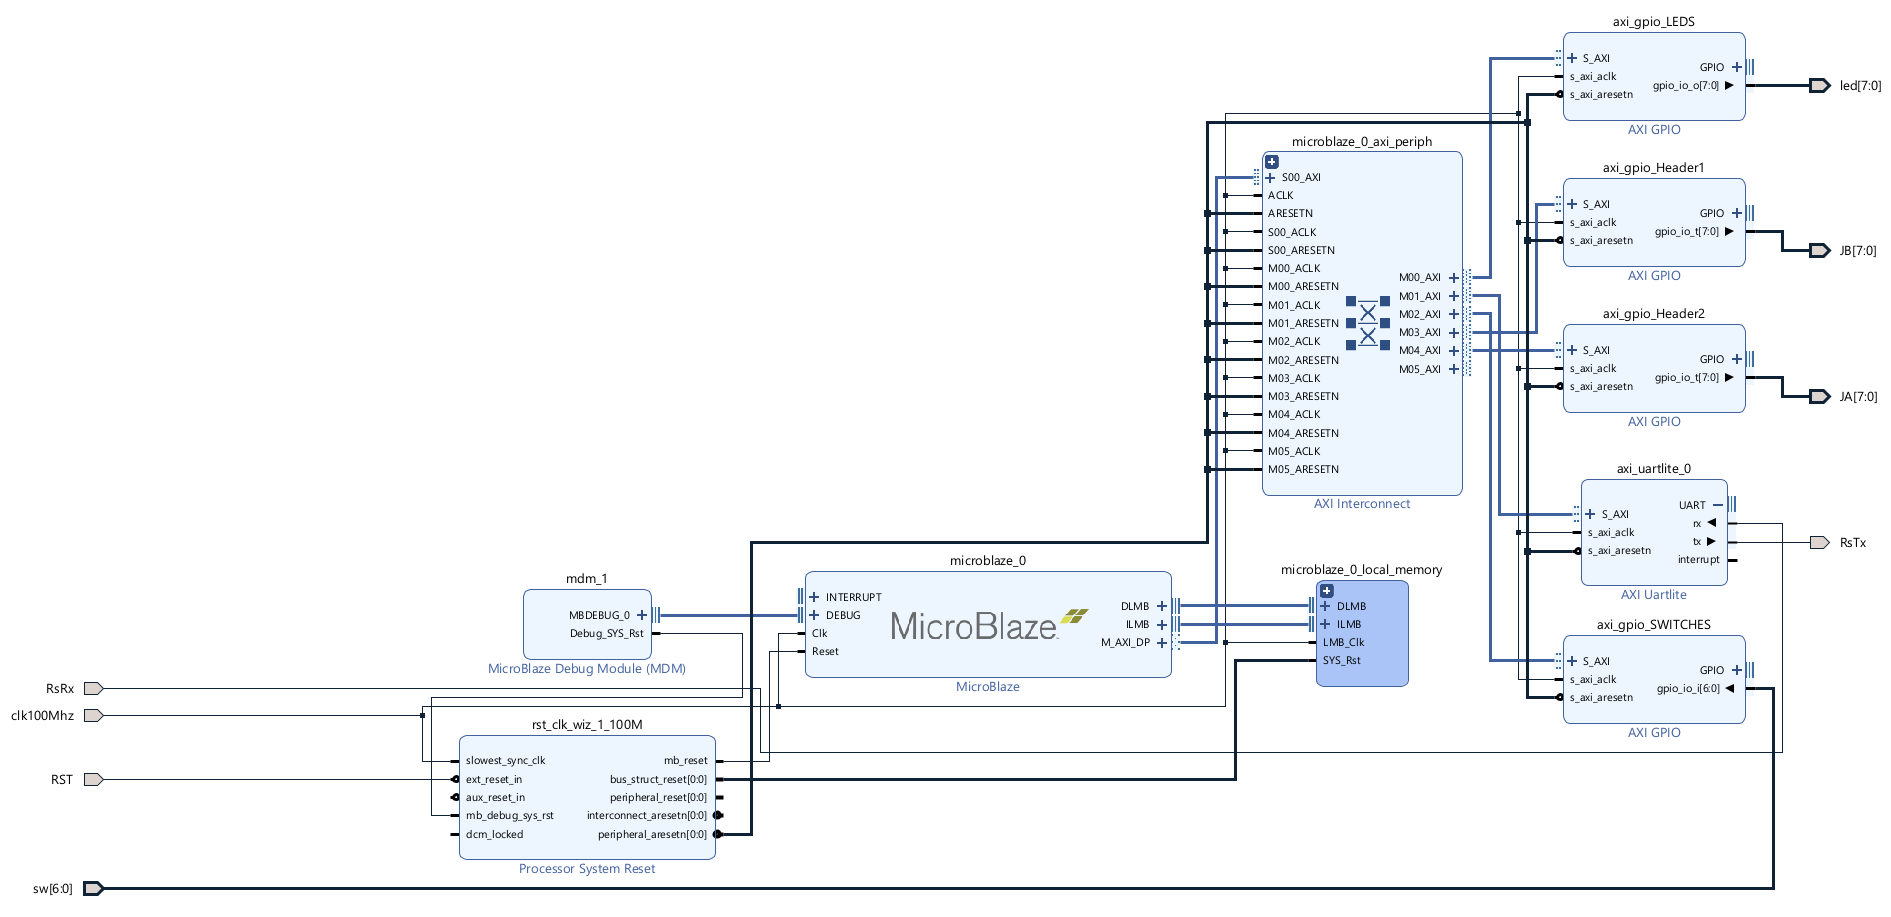 axi_gpio_LEDS
S_AXI
s_axi_aclk
s_axi_aresetn
GPIO
gpio_io_o[7:0]
AXI GPIO
led[7:0]
axi_gpio_Header1
S_AXI
s_axi_aclk
s_axi_aresetn
GPIO
gpio_io_t[7:0]
AXI GPIO
JB[7:0]
axi_gpio_Header2
S_AXI
s_axi_aclk
s_axi_aresetn
GPIO
gpio_io_t[7:0]
AXI GPIO
JA[7:0]
microblaze_0_axi_periph
S00_AXI
ACLK
ARESETN
S00_ACLK
S00_ARESETN
M00_ACLK
M00_ARESETN
M01_ACLK
M01_ARESETN
M02_ACLK
M02_ARESETN
M03_ACLK
M03_ARESETN
M04_ACLK
M04_ARESETN
M05_ACLK
M05_ARESETN
M00_AXI
M01_AXI
M02_AXI
M03_AXI
M04_AXI
M05_AXI
AXI Interconnect
axi_uartlite_0
S_AXI
s_axi_aclk
s_axi_aresetn
UART
rx
tx
interrupt
AXI Uartlite
RsTx
mdm_1
MBDEBUG_0
Debug_SYS_Rst
MicroBlaze Debug Module (MDM)
microblaze_0
INTERRUPT
DEBUG
Clk
Reset
MicroBlaze
DLMB
ILMB
M_AXI_DP
MicroBlaze
microblaze_0_local_memory
DLMB
ILMB
LMB_Clk
SYS_Rst
axi_gpio_SWITCHES
S_AXI
s_axi_aclk
s_axi_aresetn
GPIO
gpio_io_i[6:0]
AXI GPIO
RsRx
clk100Mhz
RST
sw[6:0]
rst_clk_wiz_1_100M
slowest_sync_clk
ext_reset_in
aux_reset_in
mb_debug_sys_rst
dcm_locked
mb_reset
bus_struct_reset[0:0]
peripheral_reset[0:0]
interconnect_aresetn[0:0]
peripheral_aresetn[0:0]
Processor System Reset